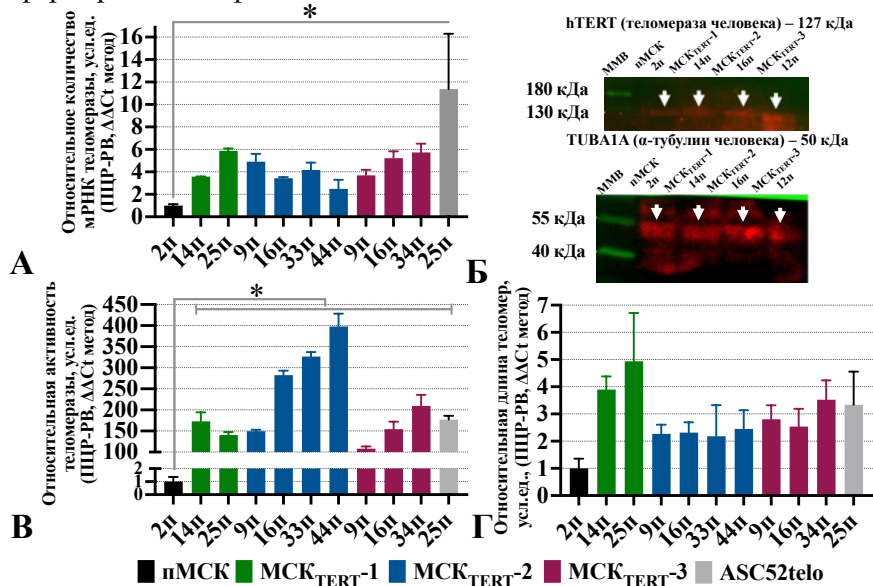 *
Относительное количество
мРНК теломеразы, усл.ед.
(ПЦР-РВ, ΔΔCt метод)
16
14
12
10
8
6
4
2
0
2п 14п 25п 9п 16п 33п 44п 9п 16п 34п 25п
А
hTERT (теломераза человека) – 127 кДа
ММВ
пМСК 2п
МСКTERT-1 14п
МСКTERT-2 16п
МСКTERT-3 12п
180 кДа
130 кДа
TUBA1A (α-тубулин человека) – 50 кДа
ММВ
пМСК 2п
МСКTERT-1 14п
МСКTERT-2 16п
МСКTERT-3 12п
55 кДа
40 кДа
Б
*
Относительная активность
теломеразы, усл.ед.
(ПЦР-РВ, ΔΔCt метод)
450
400
350
300
250
200
150
100
2
1
0
2п 14п 25п 9п 16п 33п 44п 9п 16п 34п 25п
В
Относительная длина теломер,
усл.ед., (ПЦР-РВ, ΔΔCt метод)
7
6
5
4
3
2
1
0
2п 14п 25п 9п 16п 33п 44п 9п 16п 34п 25п
Г
пМСК МСКTERT-1 МСКTERT-2 МСКTERT-3 ASC52telo